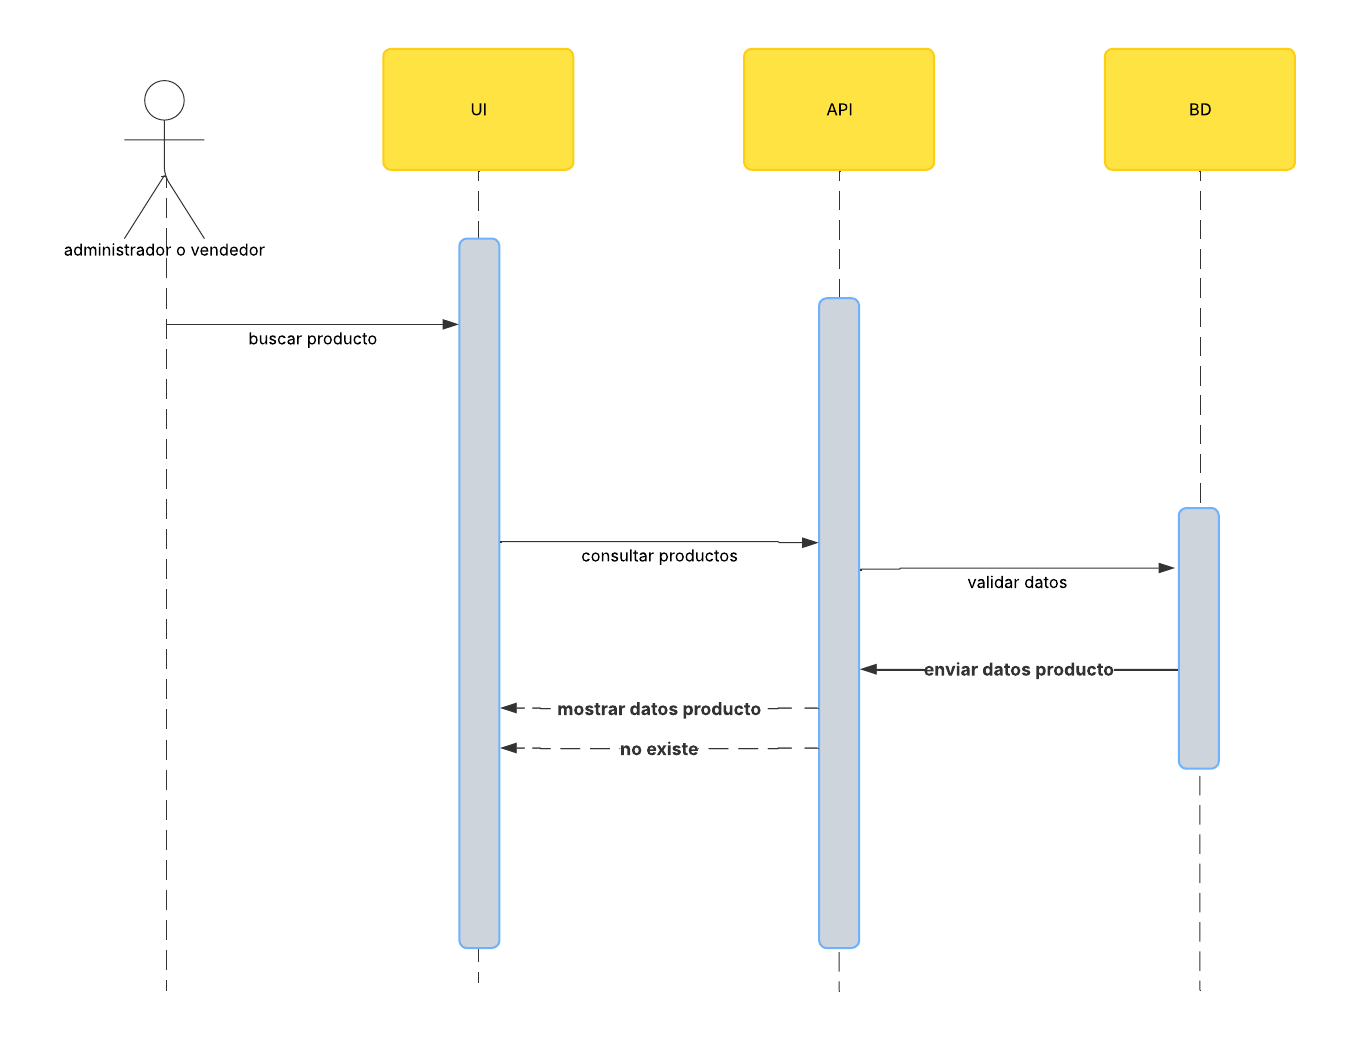 UI
API
BD
administrador o vendedor
buscar producto
consultar productos
validar datos
enviar datos producto
mostrar datos producto
no existe